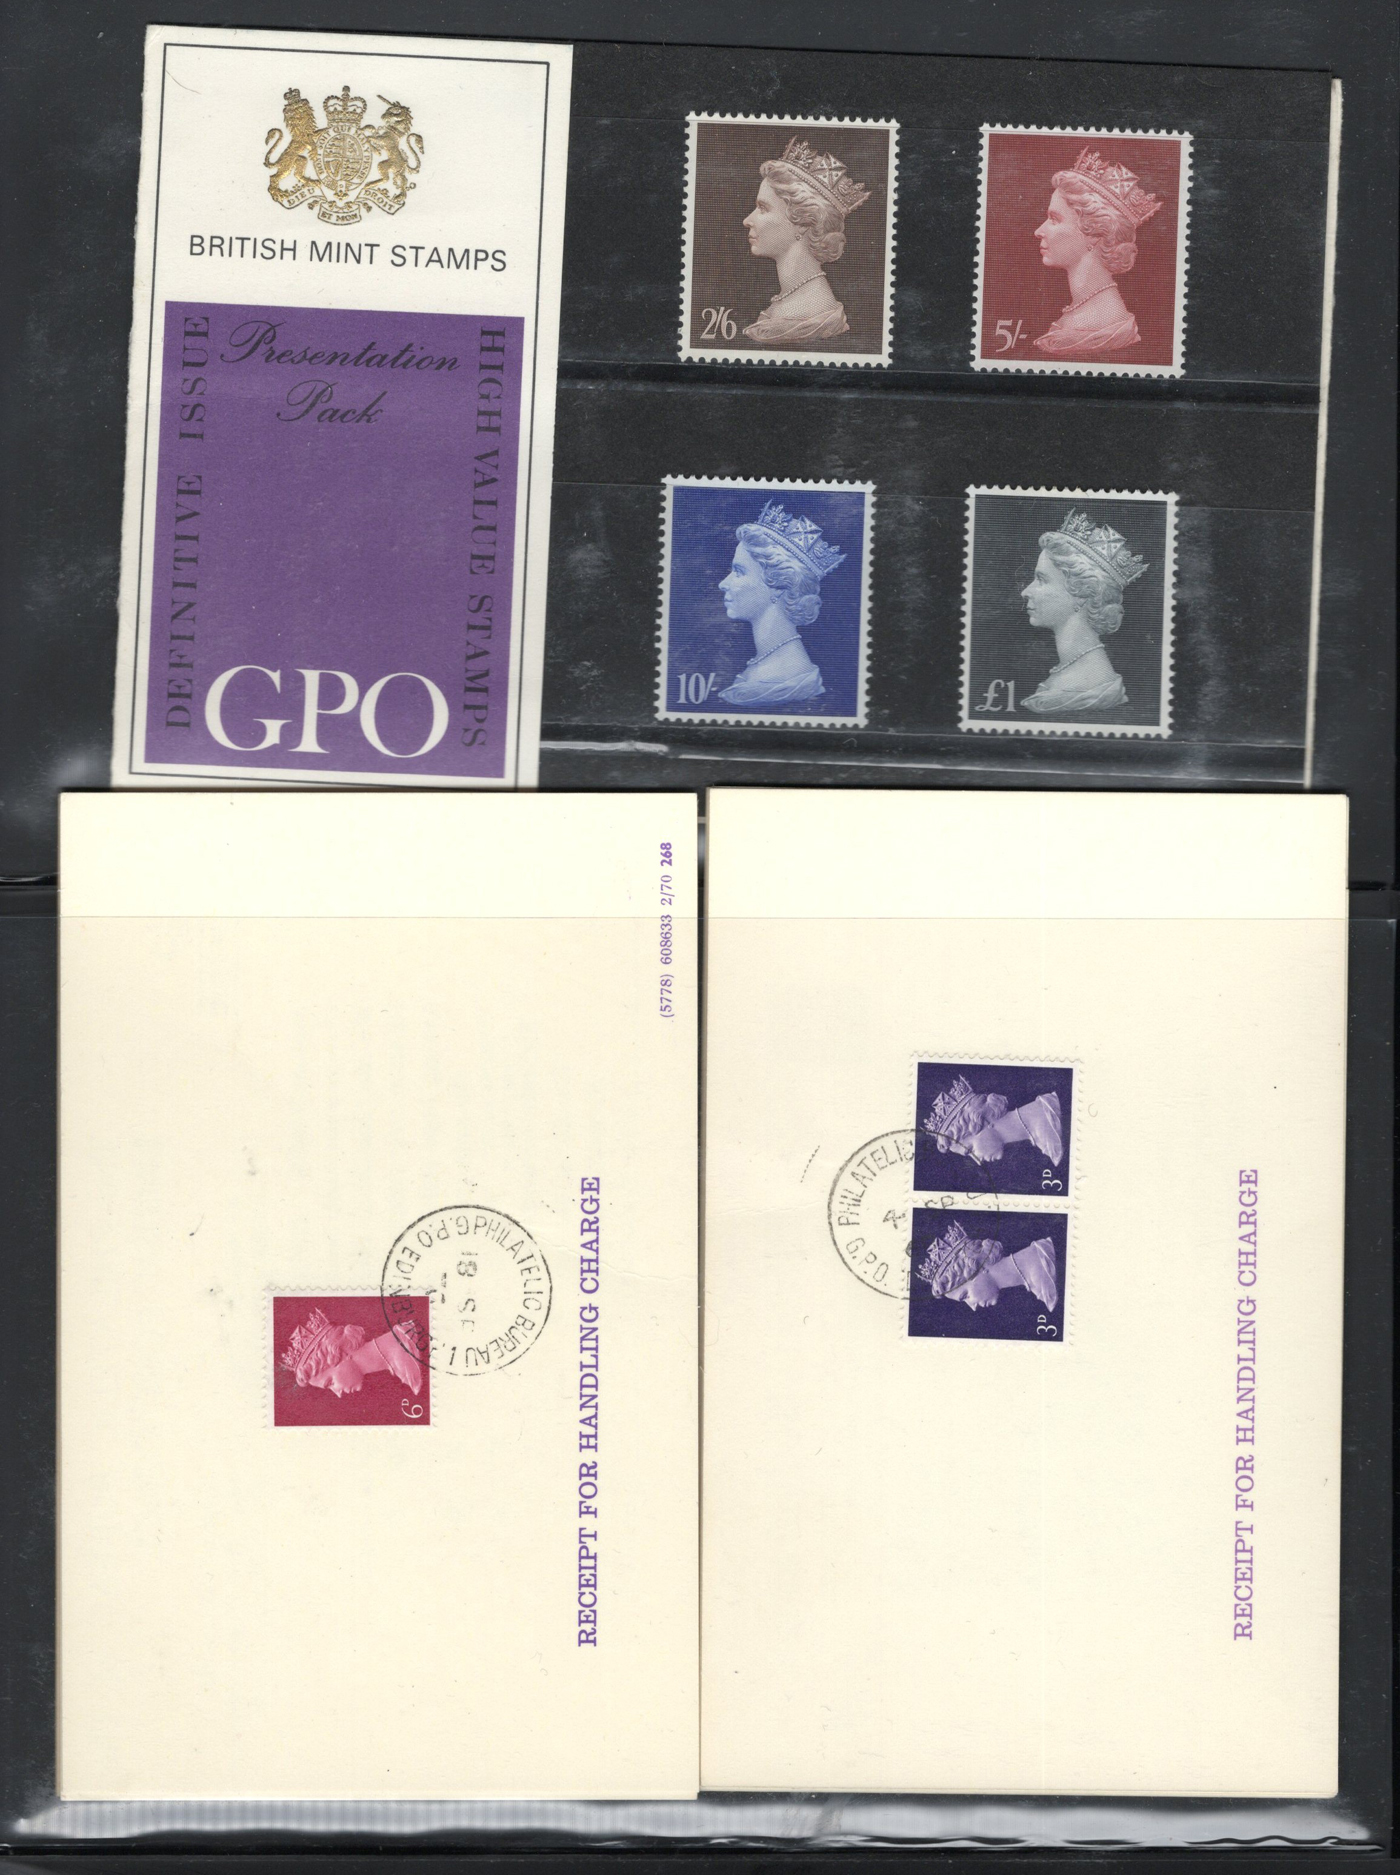 DIEU ET MON DROIT
BRITISH MINT STAMPS
Presentation
Pack
DEFINITIVE ISSUE
HIGH VALUE STAMPS
GPO
2/6
5/-
10/-
£1
(5778) 608633 2/70 268
G.P.O. PHILATELIC BUREAU 1
18 SP
6D
RECEIPT FOR HANDLING CHARGE
G.P.O. PHILATELIC
4 SP
3D
3D
RECEIPT FOR HANDLING CHARGE